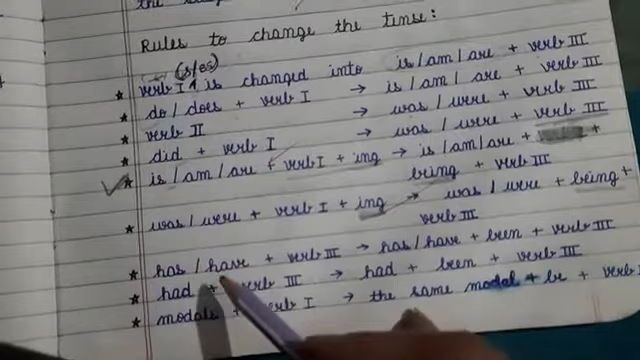 the
Rules to change the tense:
(s/es)
★ verb I is changed into is/am/are + verb III
★ do/does + verb I → is/am/are + verb III
★ verb II → was/were + verb III
★ did + verb I → was/were + verb III
★ is/am/are + verb I + ing → is/am/are + +
being + verb III
★ was/were + verb I + ing → was/were + being +
verb III
★ has/have + verb III → has/have + been + verb III
★ had + verb III → had + been + verb III
★ modals + verb I → the same modal + be + verb